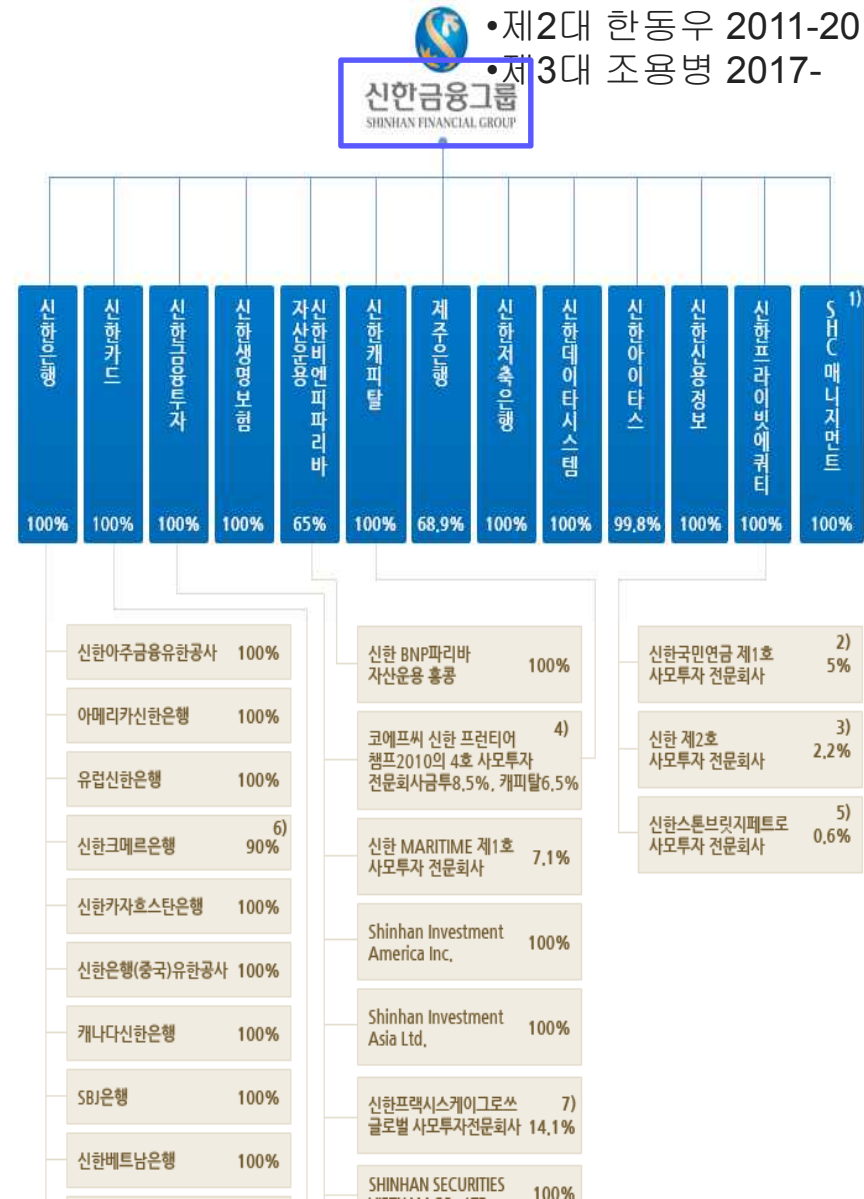 •제2대 한동우 2011-20
•제3대 조용병 2017-
신한금융그룹
SHINHAN FINANCIAL GROUP
신한은행
100%
신한카드
100%
신한금융투자
100%
신한생명보험
100%
신한비엔피파리바
자산운용
65%
신한캐피탈
100%
제주은행
68.9%
신한저축은행
100%
신한데이타시스템
100%
신한아이타스
99.8%
신한신용정보
100%
신한프라이빗에쿼티
100%
SHC 매니지먼트 1)
100%
신한아주금융유한공사 100%
아메리카신한은행 100%
유럽신한은행 100%
6)
신한크메르은행 90%
신한카자흐스탄은행 100%
신한은행(중국)유한공사 100%
캐나다신한은행 100%
SBJ은행 100%
신한베트남은행 100%
신한 BNP파리바
자산운용 홍콩 100%
코에프씨 신한 프런티어 4)
챔프2010의 4호 사모투자
전문회사금투8.5%, 캐피탈6.5%
신한 MARITIME 제1호
사모투자 전문회사 7.1%
Shinhan Investment
America Inc. 100%
Shinhan Investment
Asia Ltd. 100%
신한프랙시스케이그로쓰 7)
글로벌 사모투자전문회사 14.1%
SHINHAN SECURITIES 100%
신한국민연금 제1호 2)
사모투자 전문회사 5%
신한 제2호 3)
사모투자 전문회사 2.2%
신한스톤브릿지페트로 5)
사모투자 전문회사 0.6%